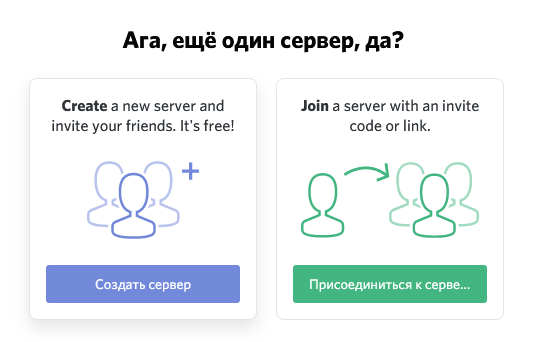 Ага, ещё один сервер, да?
Create a new server and
invite your friends. It's free!
Создать сервер
Join a server with an invite
code or link.
Присоединиться к серве...